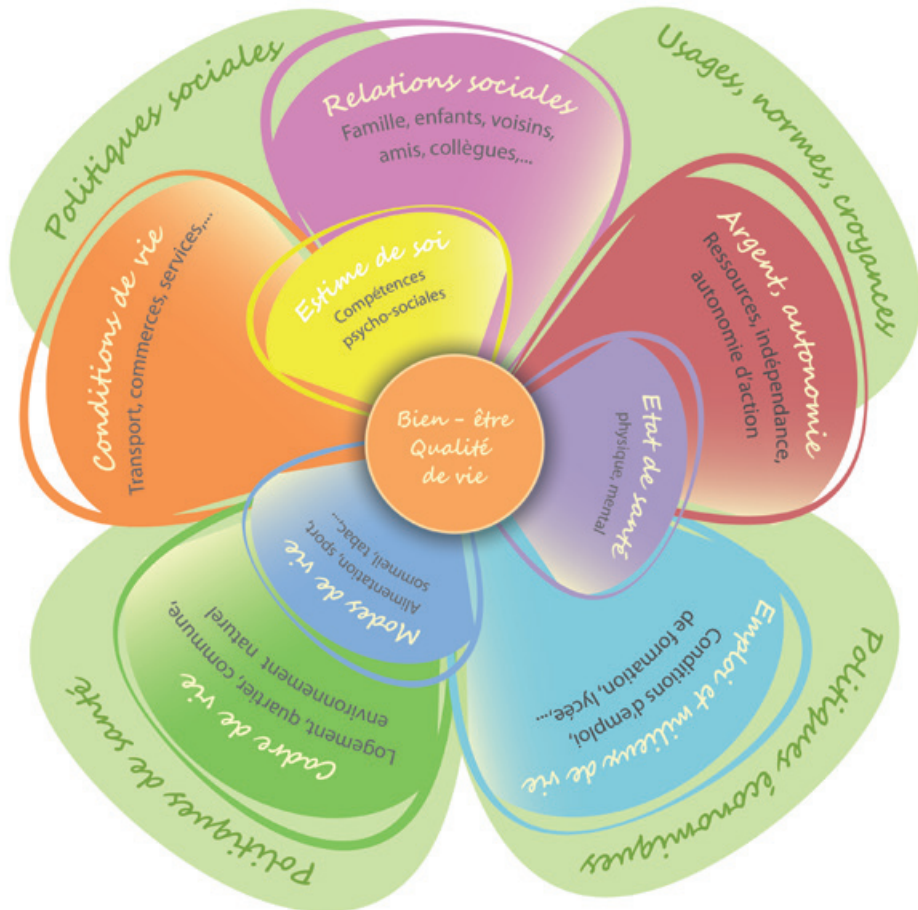 Politiques sociales
Usages, normes, croyances
Relations sociales
Famille, enfants, voisins,
amis, collègues,...
Conditions de vie
Transport, commerces, services,...
Estime de soi
Compétences
psycho-sociales
Argent, autonomie
Ressources, indépendance,
autonomie d'action
Bien - être
Qualité
de vie
Etat de santé
physique, mental
Modes de vie
Alimentation, sport,
sommeil, tabac,...
Cadre de vie
Logement, quartier, commune,
environnement naturel
Emploi et milieux de vie
Conditions d'emploi,
de formation, lycée,...
Politiques de santé
Politiques économiques